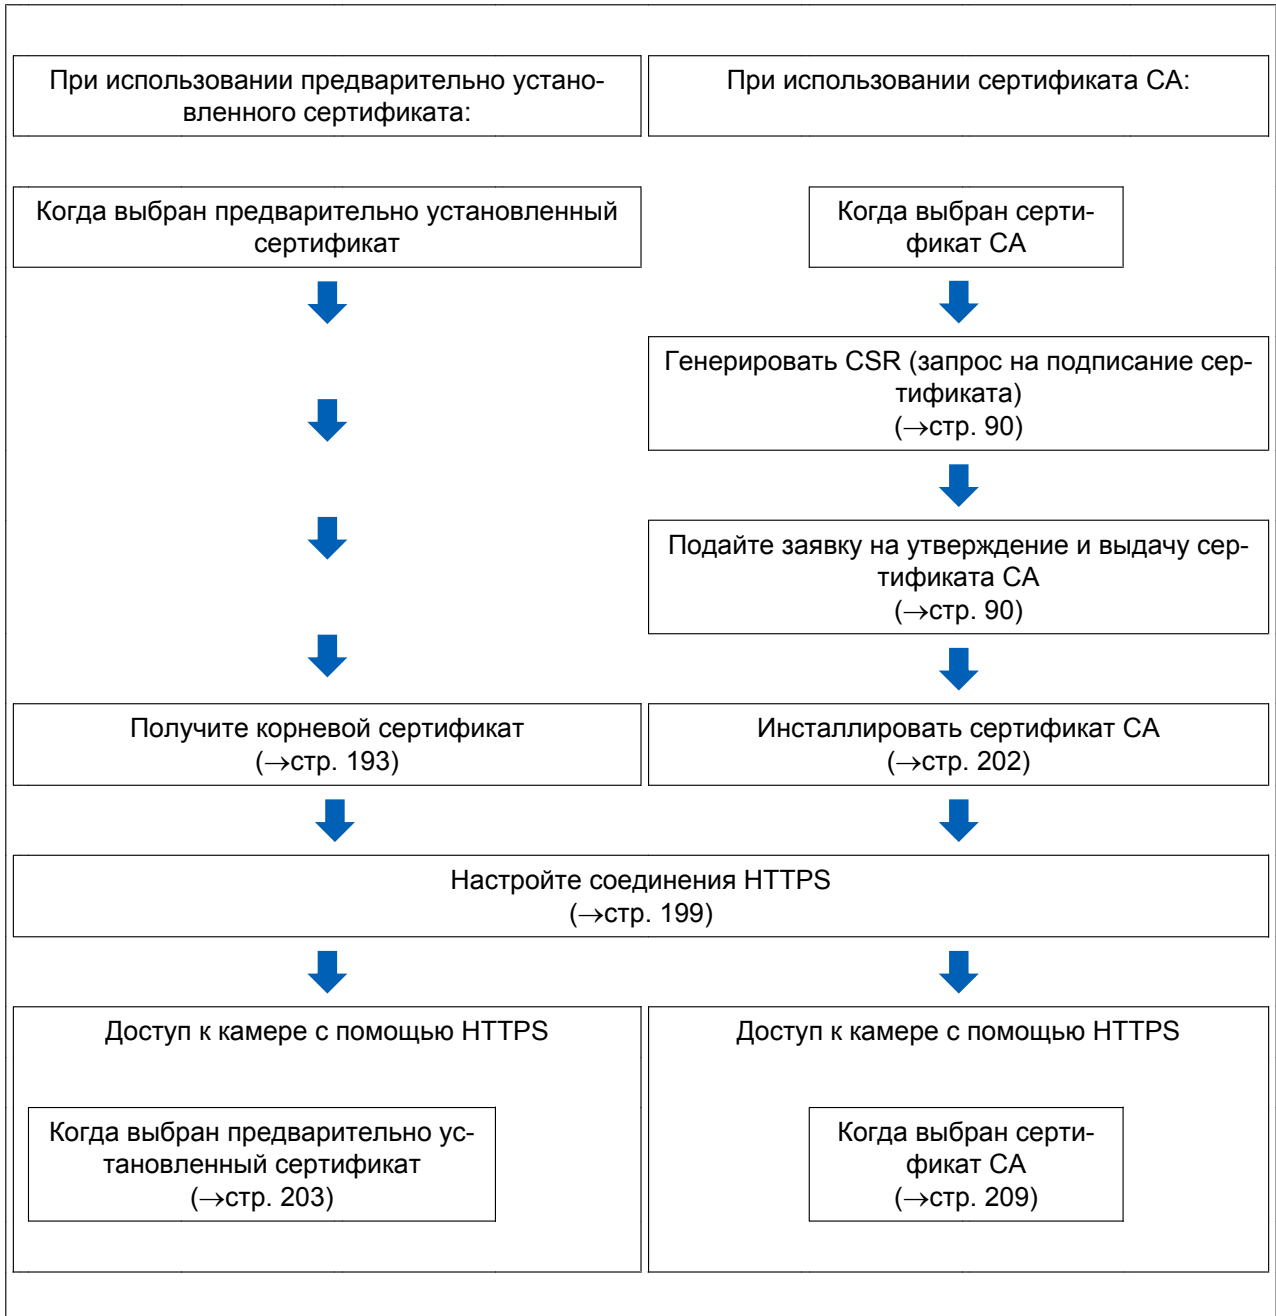 При использовании предварительно устано-
вленного сертификата:
При использовании сертификата CA:
Когда выбран предварительно установленный
сертификат
Когда выбран серти-
фикат CA
Генерировать CSR (запрос на подписание сер-
тификата)
(→стр. 90)
Подайте заявку на утверждение и выдачу сер-
тификата CA
(→стр. 90)
Получите корневой сертификат
(→стр. 193)
Инсталлировать сертификат CA
(→стр. 202)
Настройте соединения HTTPS
(→стр. 199)
Доступ к камере с помощью HTTPS
Когда выбран предварительно ус-
тановленный сертификат
(→стр. 203)
Доступ к камере с помощью HTTPS
Когда выбран серти-
фикат CA
(→стр. 209)